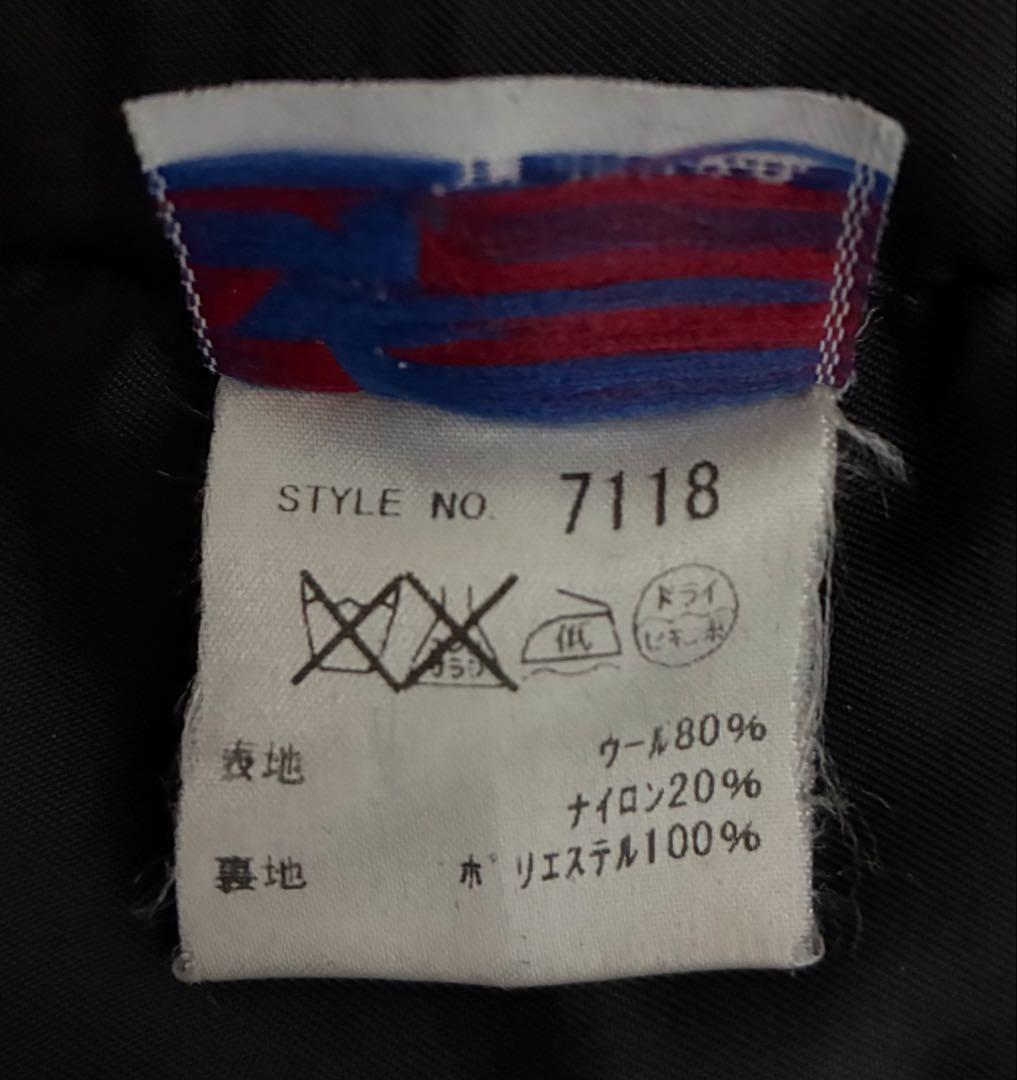 STYLE NO. 7118
低
ドライ
表地 ウール80%
ナイロン20%
裏地 ポリエステル100%